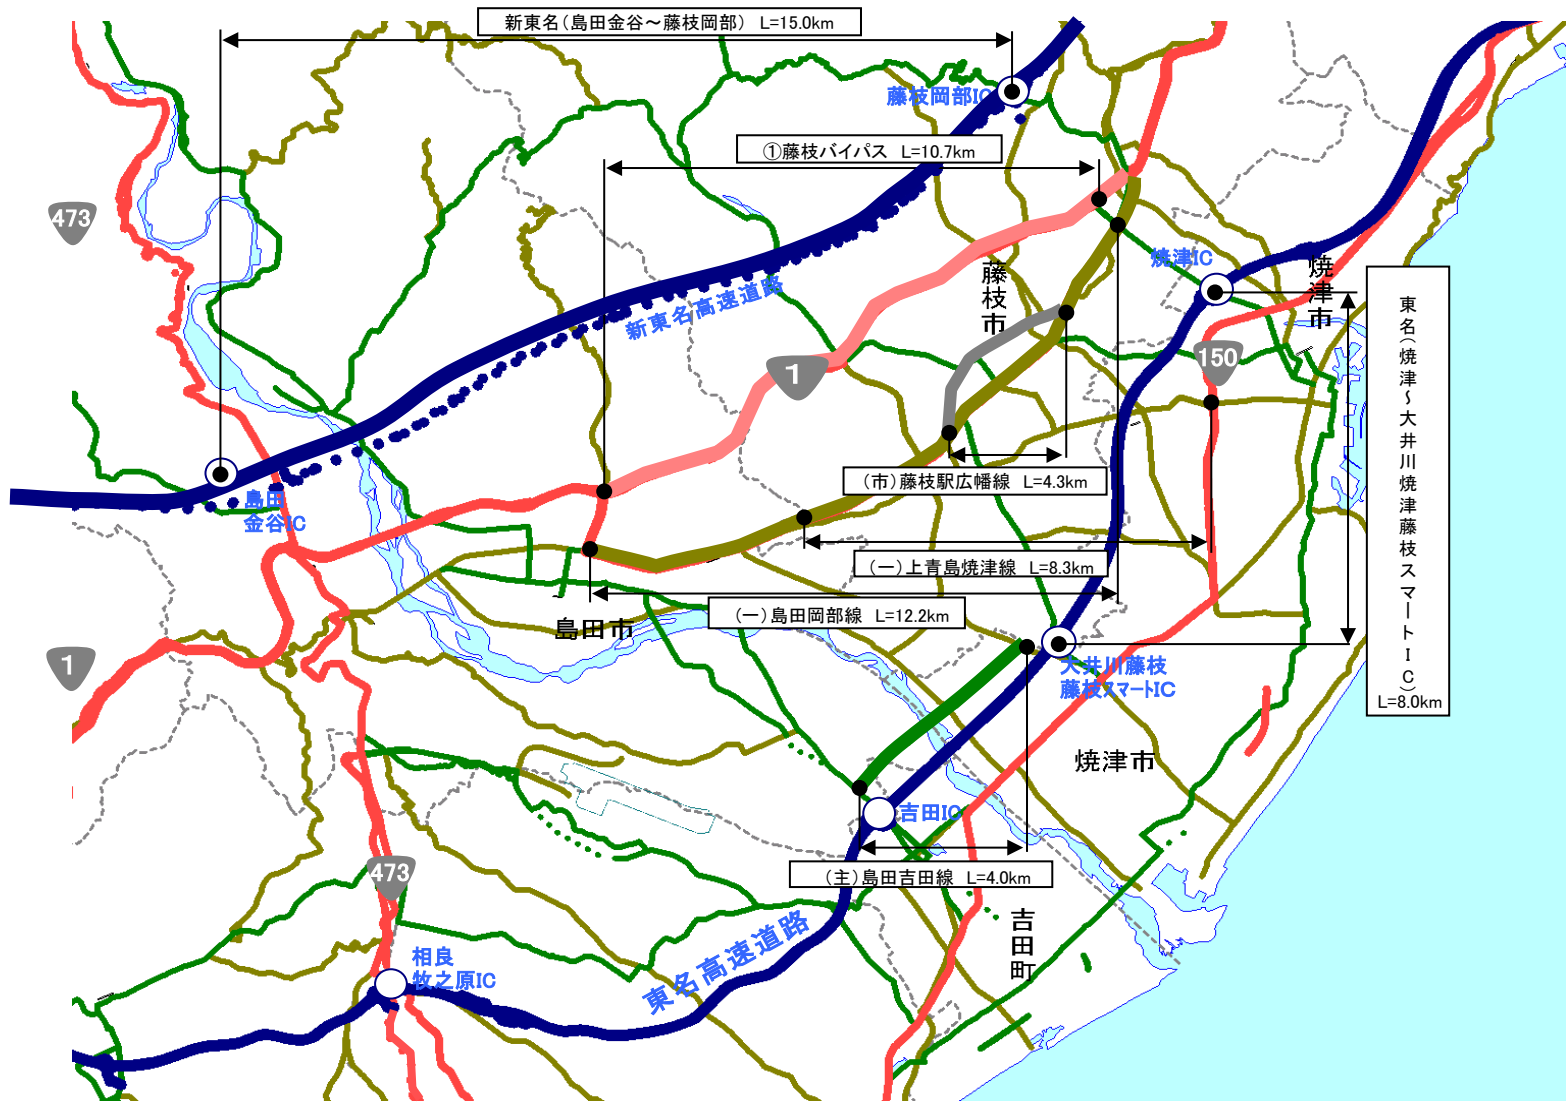 新東名(島田金谷～藤枝岡部) L=15.0km
藤枝岡部IC
①藤枝バイパス L=10.7km
473
焼津IC
藤枝市
焼津市
新東名高速道路
東名(焼津～大井川焼津藤枝スマートIC)
L=8.0km
150
1
(市)藤枝駅広幡線 L=4.3km
島田
金谷IC
(一)上青島焼津線 L=8.3km
(一)島田岡部線 L=12.2km
島田市
1
大井川藤枝
藤枝スマートIC
焼津市
吉田IC
(主)島田吉田線 L=4.0km
473
吉田町
東名高速道路
相良
牧之原IC